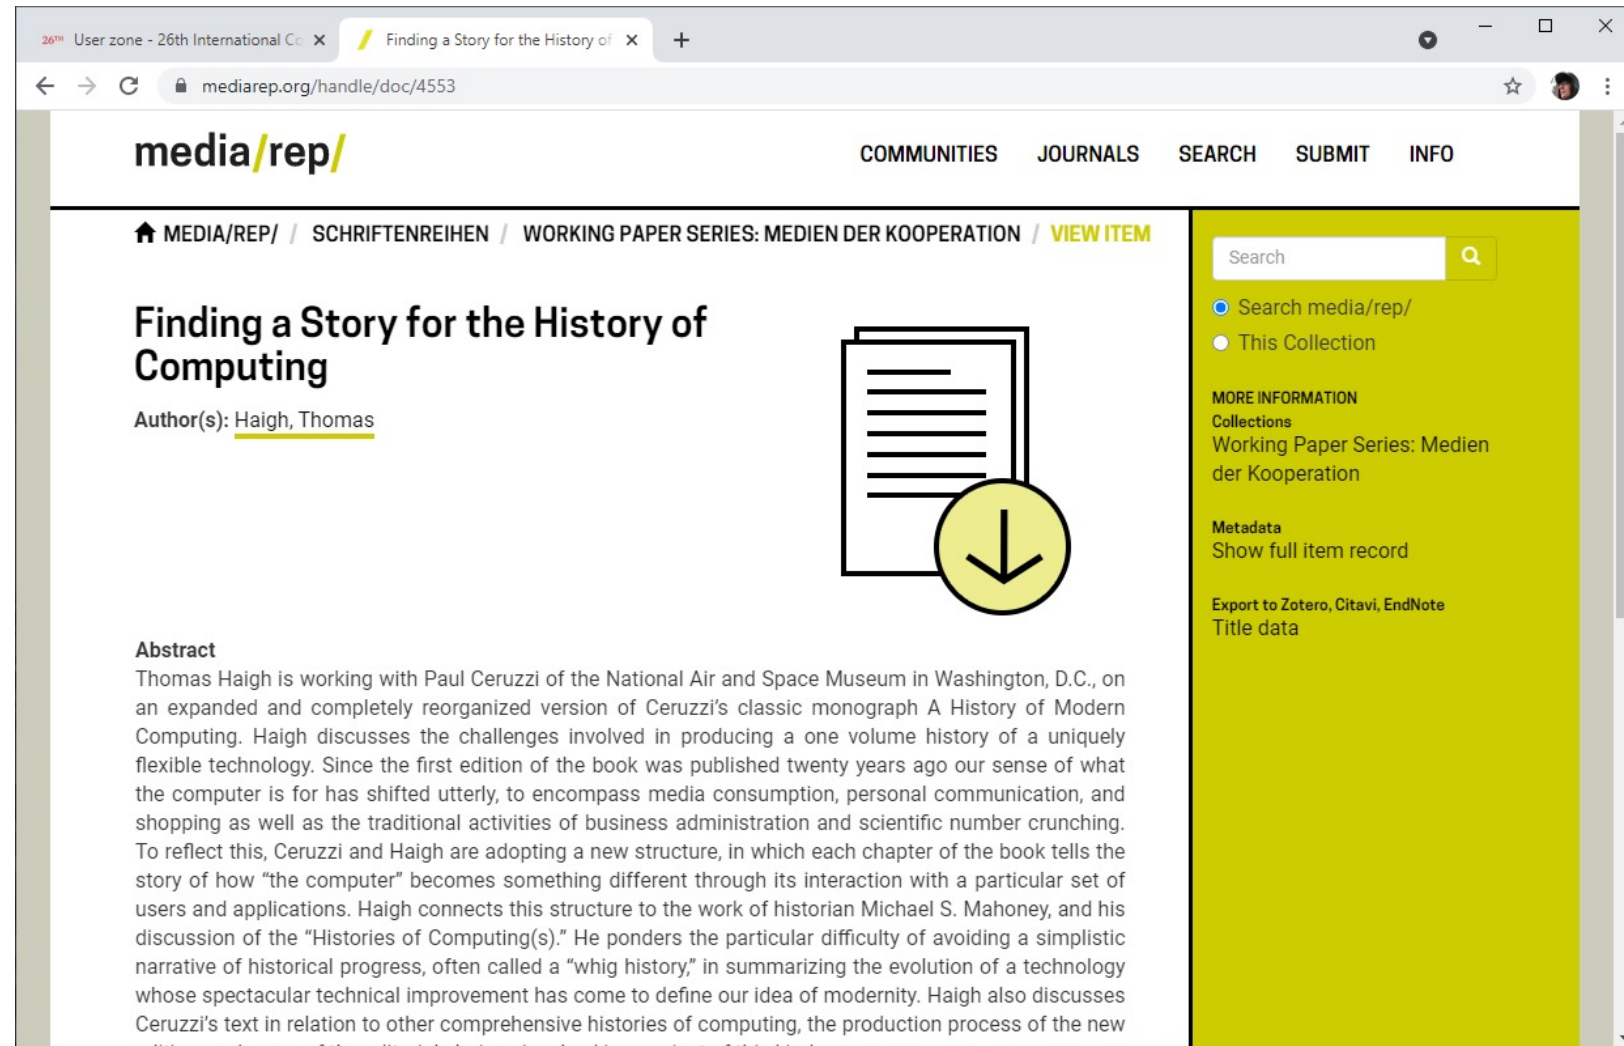 26TH User zone - 26th International Co
Finding a Story for the History of
mediarep.org/handle/doc/4553
media/rep/
COMMUNITIES JOURNALS SEARCH SUBMIT INFO
MEDIA/REP/ / SCHRIFTENREIHEN / WORKING PAPER SERIES: MEDIEN DER KOOPERATION / VIEW ITEM
Finding a Story for the History of
Computing
Author(s): Haigh, Thomas
Abstract
Thomas Haigh is working with Paul Ceruzzi of the National Air and Space Museum in Washington, D.C., on
an expanded and completely reorganized version of Ceruzzi's classic monograph A History of Modern
Computing. Haigh discusses the challenges involved in producing a one volume history of a uniquely
flexible technology. Since the first edition of the book was published twenty years ago our sense of what
the computer is for has shifted utterly, to encompass media consumption, personal communication, and
shopping as well as the traditional activities of business administration and scientific number crunching.
To reflect this, Ceruzzi and Haigh are adopting a new structure, in which each chapter of the book tells the
story of how “the computer” becomes something different through its interaction with a particular set of
users and applications. Haigh connects this structure to the work of historian Michael S. Mahoney, and his
discussion of the “Histories of Computing(s).” He ponders the particular difficulty of avoiding a simplistic
narrative of historical progress, often called a “whig history,” in summarizing the evolution of a technology
whose spectacular technical improvement has come to define our idea of modernity. Haigh also discusses
Ceruzzi's text in relation to other comprehensive histories of computing, the production process of the new
Search
Search media/rep/
This Collection
MORE INFORMATION
Collections
Working Paper Series: Medien
der Kooperation
Metadata
Show full item record
Export to Zotero, Citavi, EndNote
Title data